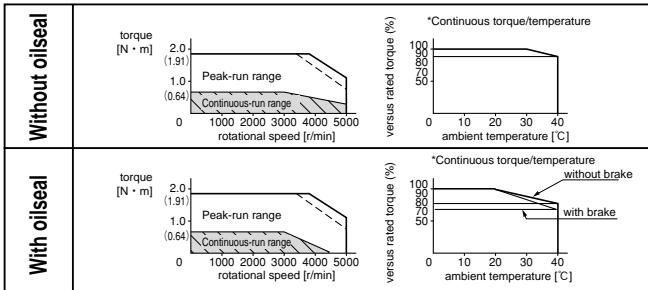 Without oilseal
torque
[N・m]
2.0
(1.91)
1.0
(0.64)
Peak-run range
Continuous-run range
0 1000 2000 3000 4000 5000
rotational speed [r/min]
*Continuous torque/temperature
versus rated torque (%)
100
90
80
70
50
0 10 20 30 40
ambient temperature [℃]
With oilseal
torque
[N・m]
2.0
(1.91)
1.0
(0.64)
Peak-run range
Continuous-run range
0 1000 2000 3000 4000 5000
rotational speed [r/min]
*Continuous torque/temperature
without brake
versus rated torque (%)
100
90
80
70
50
with brake
0 10 20 30 40
ambient temperature [℃]